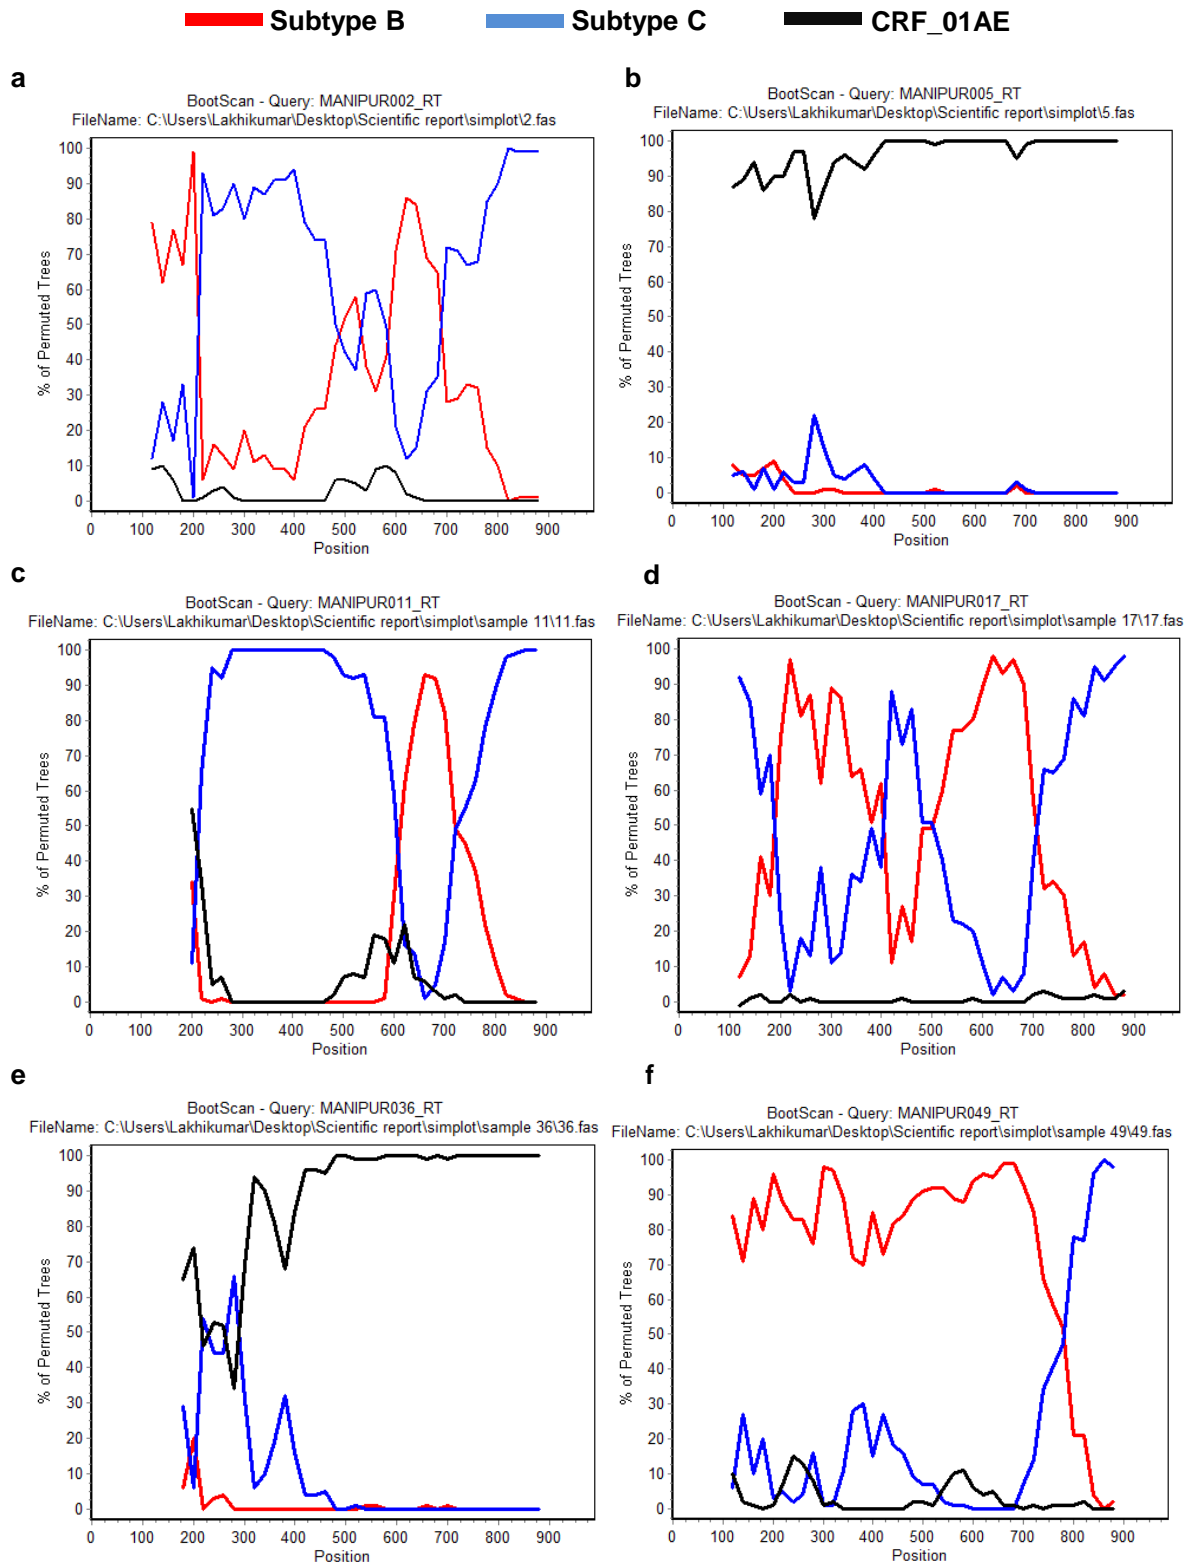 Subtype B Subtype C CRF_01AE
a
BootScan - Query: MANIPUR002_RT
FileName: C:\Users\Lakhikumar\Desktop\Scientific report\simplot\2.fas
% of Permuted Trees
100
90
80
70
60
50
40
30
20
10
0
0 100 200 300 400 500 600 700 800 900
Position
b
BootScan - Query: MANIPUR005_RT
FileName: C:\Users\Lakhikumar\Desktop\Scientific report\simplot\5.fas
% of Permuted Trees
100
90
80
70
60
50
40
30
20
10
0
0 100 200 300 400 500 600 700 800 900
Position
c
BootScan - Query: MANIPUR011_RT
FileName: C:\Users\Lakhikumar\Desktop\Scientific report\simplot\sample 11\11.fas
% of Permuted Trees
100
90
80
70
60
50
40
30
20
10
0
0 100 200 300 400 500 600 700 800 900
Position
d
BootScan - Query: MANIPUR017_RT
FileName: C:\Users\Lakhikumar\Desktop\Scientific report\simplot\sample 17\17.fas
% of Permuted Trees
100
90
80
70
60
50
40
30
20
10
0
0 100 200 300 400 500 600 700 800 900
Position
e
BootScan - Query: MANIPUR036_RT
FileName: C:\Users\Lakhikumar\Desktop\Scientific report\simplot\sample 36\36.fas
% of Permuted Trees
100
90
80
70
60
50
40
30
20
10
0
0 100 200 300 400 500 600 700 800 900
Position
f
BootScan - Query: MANIPUR049_RT
FileName: C:\Users\Lakhikumar\Desktop\Scientific report\simplot\sample 49\49.fas
% of Permuted Trees
100
90
80
70
60
50
40
30
20
10
0
0 100 200 300 400 500 600 700 800 900
Position